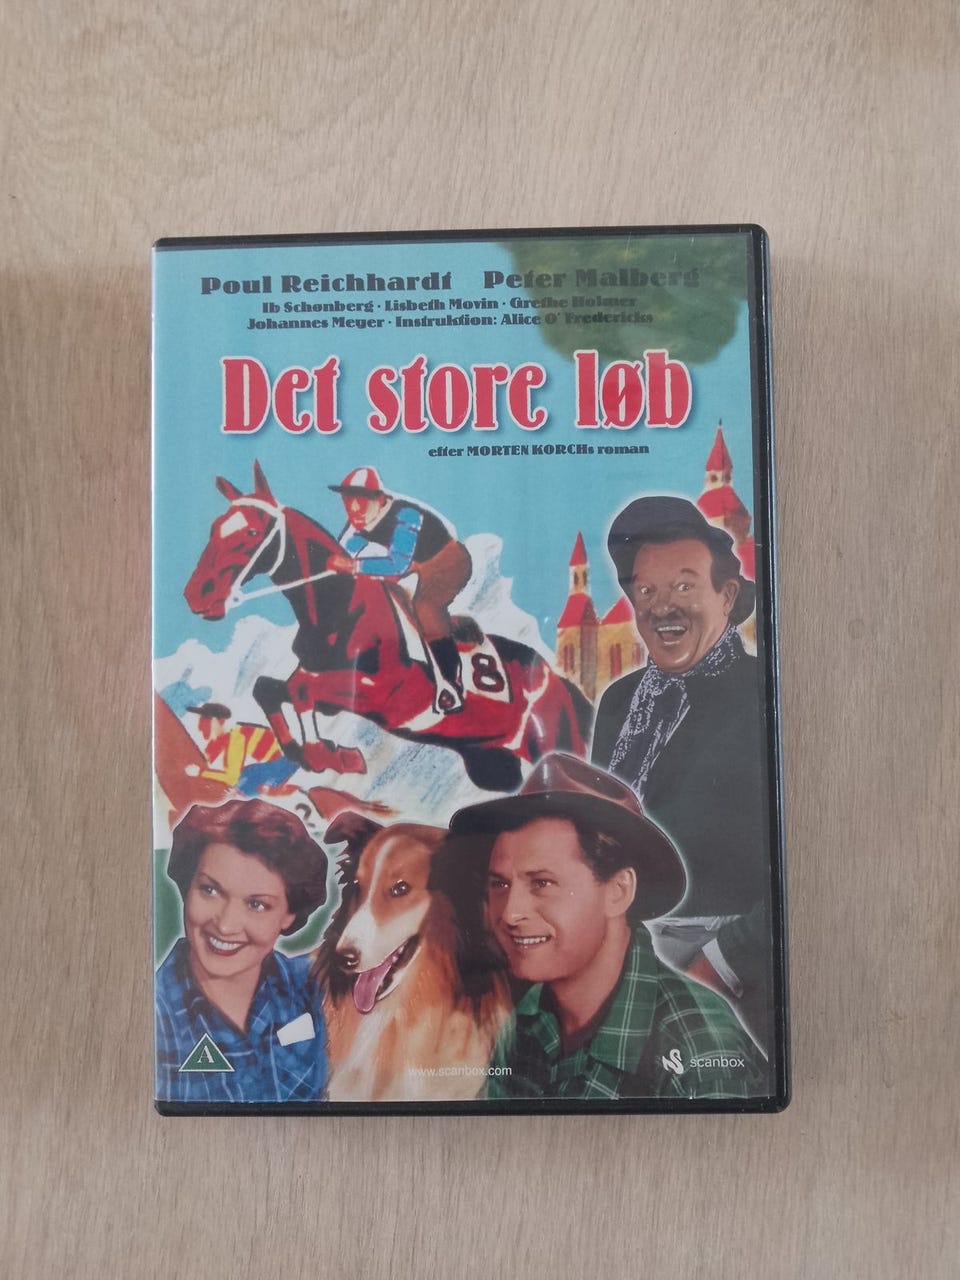 Poul Reichhardt Peter Malberg
Ib Schønberg · Lisbeth Movin · Grethe Holmer
Johannes Meyer · Instruktion: Alice O' Fredericks
Det store løb
efter MORTEN KORCHs roman
8
A
www.scanbox.com
scanbox